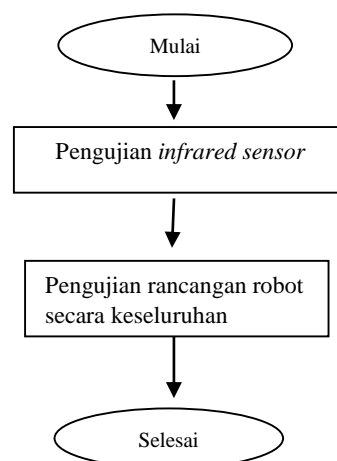 Mulai
Pengujian infrared sensor
Pengujian rancangan robot
secara keseluruhan
Selesai